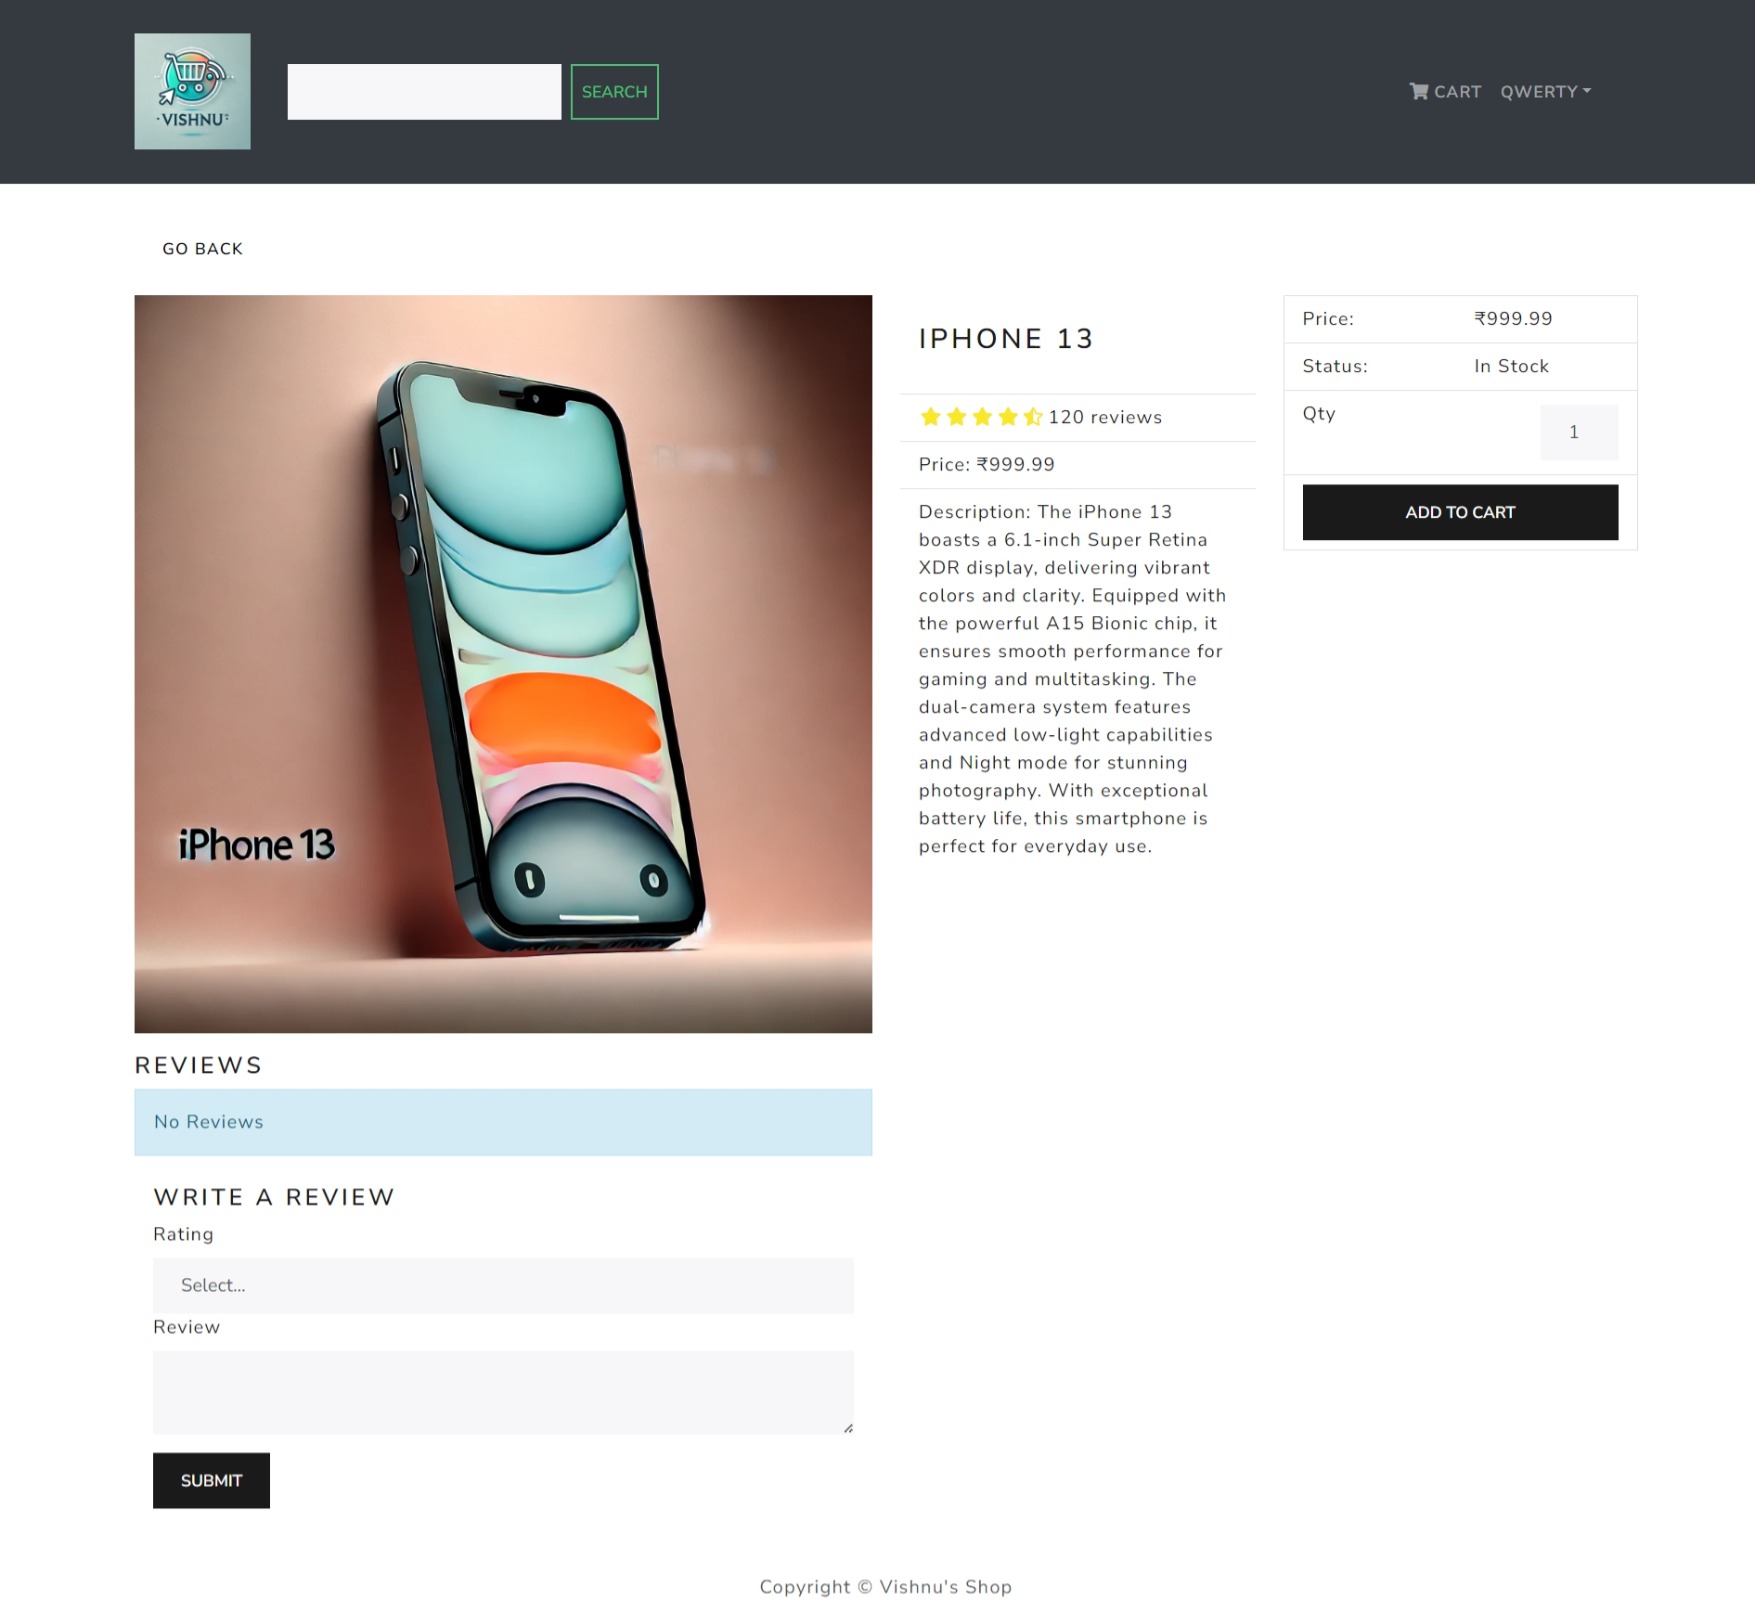 ·VISHNU·
SEARCH
CART
QWERTY
GO BACK
iPhone 13
IPHONE 13
120 reviews
Price: ₹999.99
Description: The iPhone 13
boasts a 6.1-inch Super Retina
XDR display, delivering vibrant
colors and clarity. Equipped with
the powerful A15 Bionic chip, it
ensures smooth performance for
gaming and multitasking. The
dual-camera system features
advanced low-light capabilities
and Night mode for stunning
photography. With exceptional
battery life, this smartphone is
perfect for everyday use.
Price: ₹999.99
Status: In Stock
Qty 1
ADD TO CART
REVIEWS
No Reviews
WRITE A REVIEW
Rating
Select...
Review
SUBMIT
Copyright © Vishnu's Shop